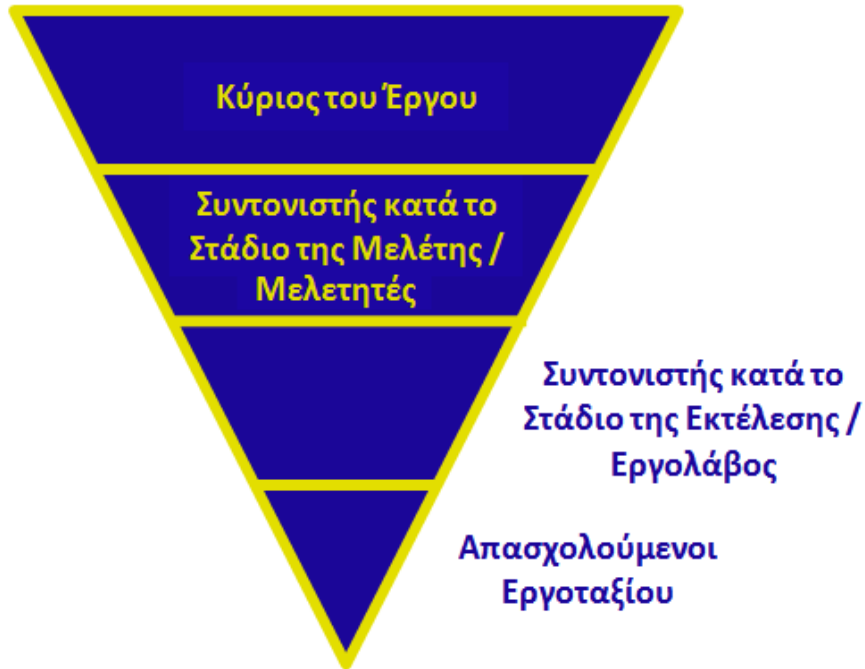 Κύριος του Έργου
Συντονιστής κατά το
Στάδιο της Μελέτης /
Μελετητές
Συντονιστής κατά το
Στάδιο της Εκτέλεσης /
Εργολάβος
Απασχολούμενοι
Εργοταξίου